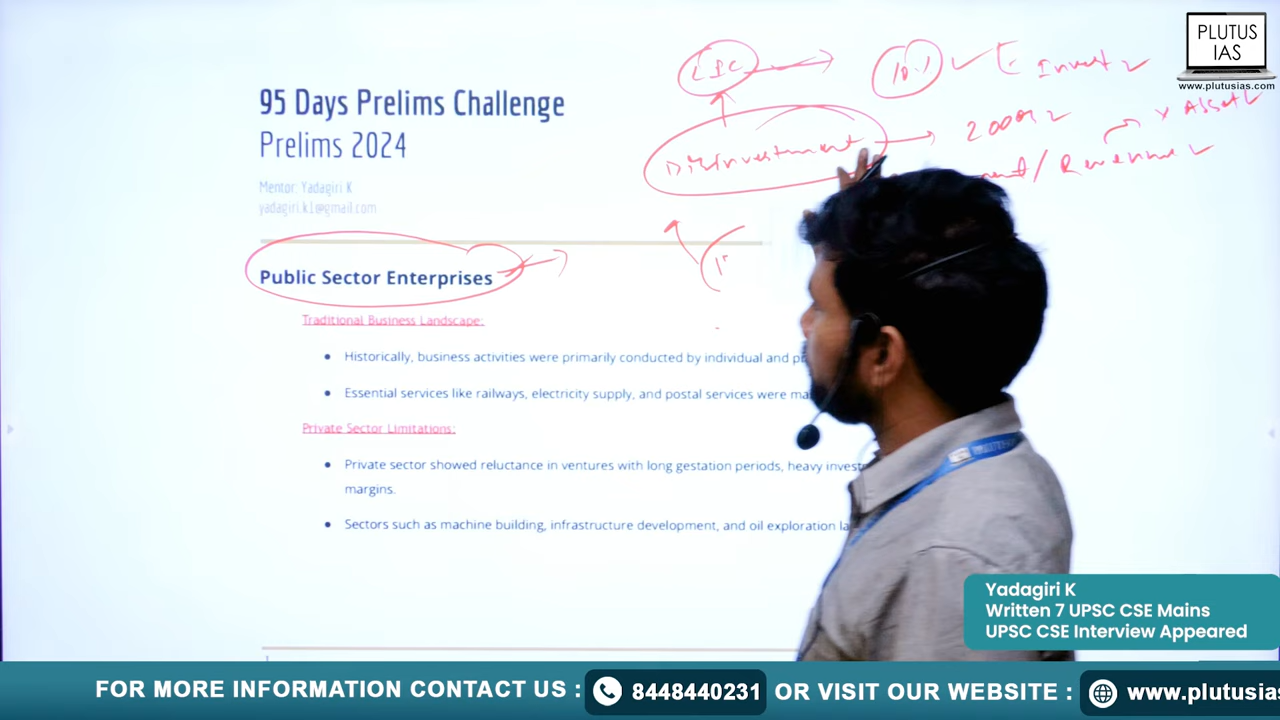 PLUTUS
IAS
www.plutusias.com
LIC
10%
Invest
Asset
Disinvestment
Revenue
95 Days Prelims Challenge
Prelims 2024
Mentor: Yadagiri K
yadagiri.k1@gmail.com
Public Sector Enterprises
Traditional Business Landscape:
● Historically, business activities were primarily conducted by individual and
● Essential services like railways, electricity supply, and postal services were
Private Sector Limitations:
● Private sector showed reluctance in ventures with long gestation periods, heavy
margins.
● Sectors such as machine building, infrastructure development, and oil exploration
Yadagiri K
Written 7 UPSC CSE Mains
UPSC CSE Interview Appeared
FOR MORE INFORMATION CONTACT US : 8448440231 OR VISIT OUR WEBSITE : www.plutusias